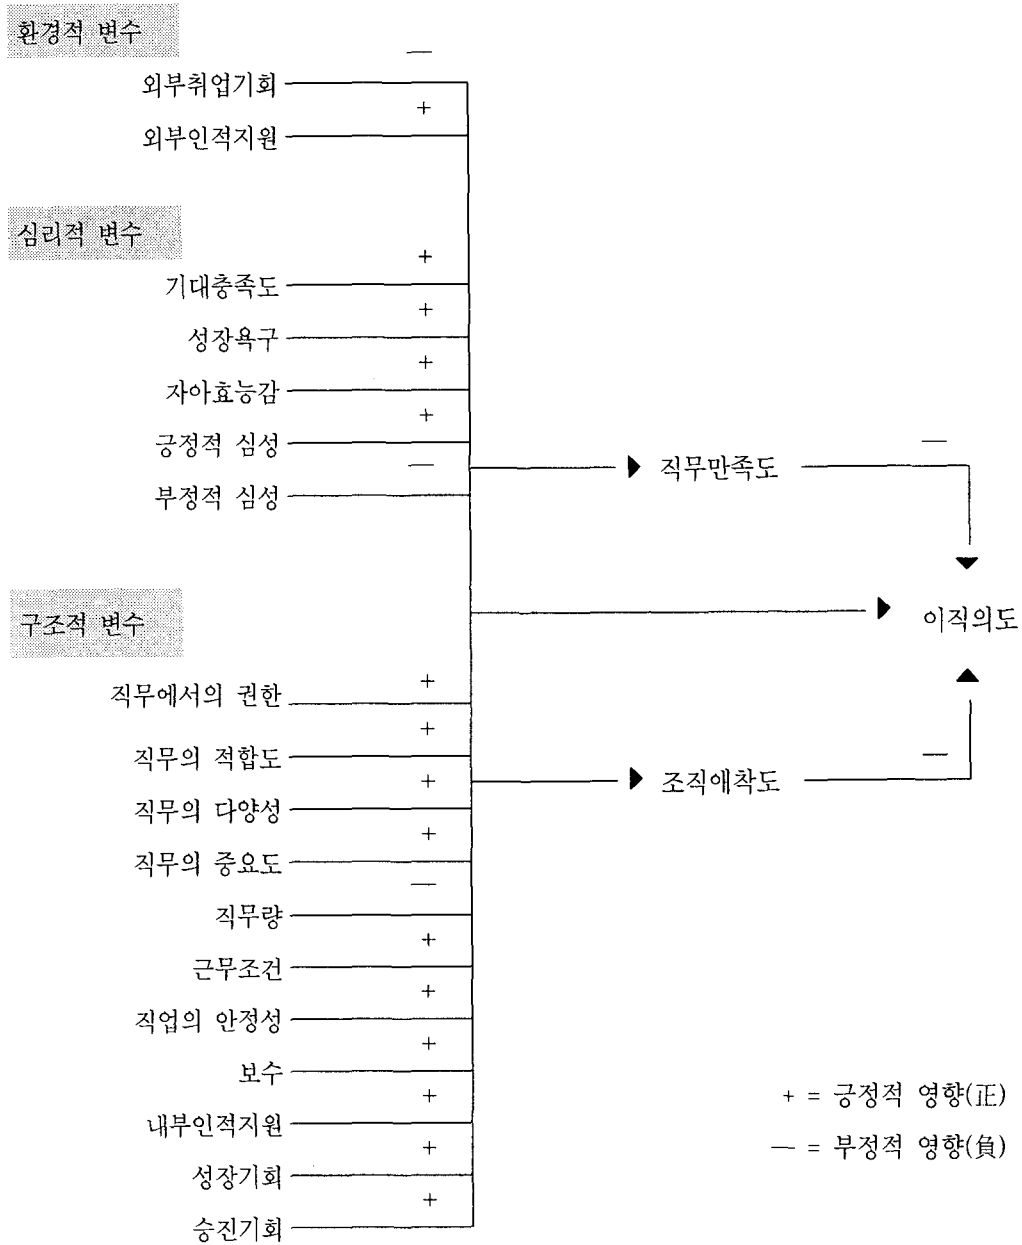 환경적 변수
—
외부취업기회
+
외부인적지원
심리적 변수
+
기대충족도
+
성장욕구
+
자아효능감
+
긍정적 심성
—
부정적 심성
직무만족도
—
이직의도
구조적 변수
+
직무에서의 권한
+
직무의 적합도
+
직무의 다양성
+
직무의 중요도
—
직무량
+
근무조건
+
직업의 안정성
+
보수
+
내부인적지원
+
성장기회
+
승진기회
조직애착도
—
+ = 긍정적 영향(正)
— = 부정적 영향(負)